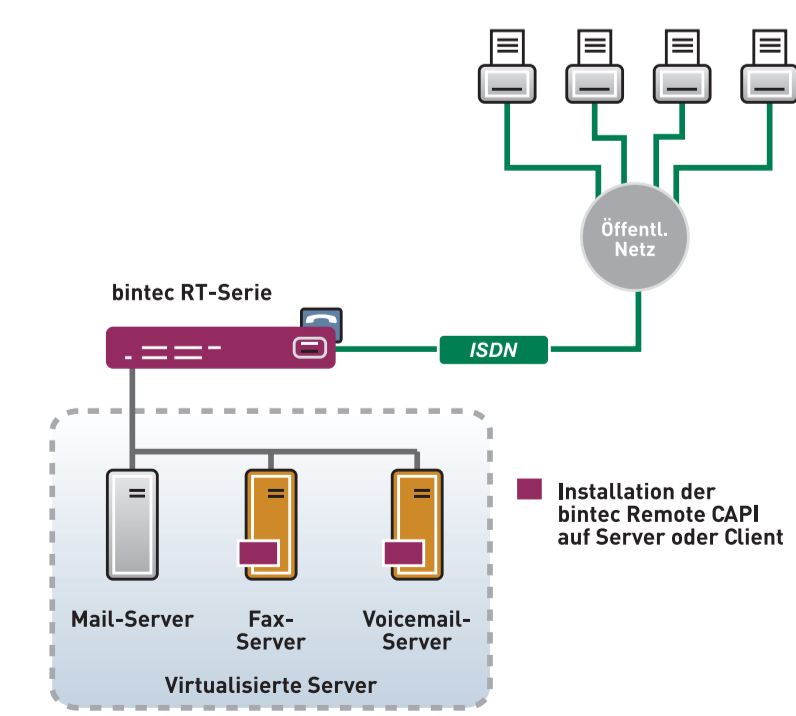 Öffentl.
Netz
bintec RT-Serie
ISDN
Installation der
bintec Remote CAPI
auf Server oder Client
Mail-Server
Fax-
Server
Voicemail-
Server
Virtualisierte Server